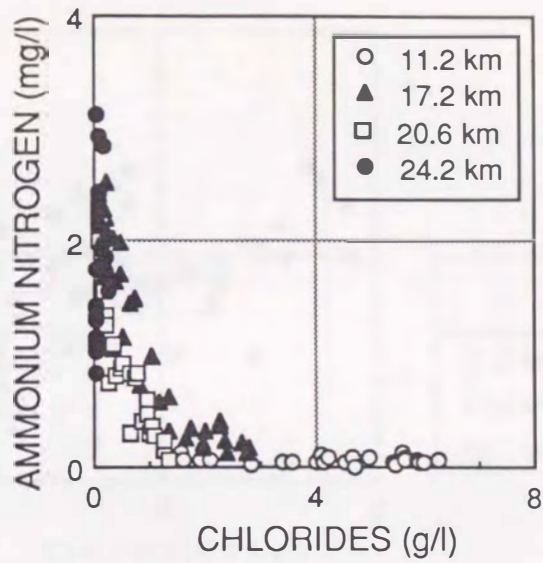 AMMONIUM NITROGEN (mg/l)
4
2
0
11.2 km
17.2 km
20.6 km
24.2 km
0 4 8
CHLORIDES (g/l)